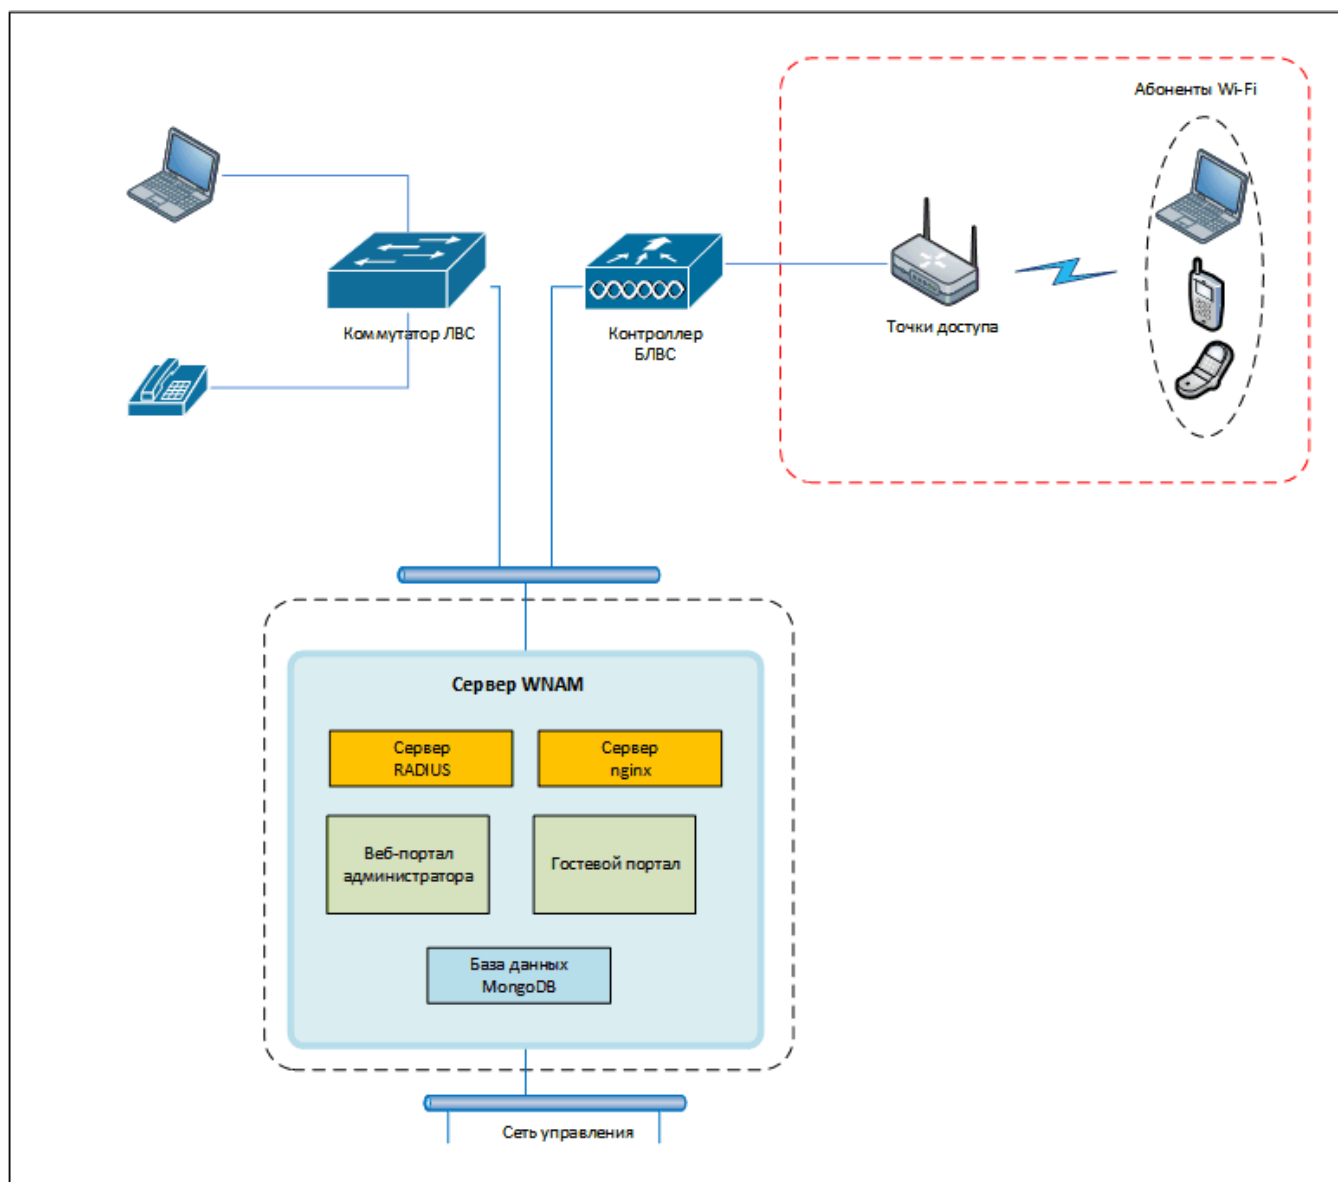 Абоненты Wi-Fi
Коммутатор ЛВС
Контроллер
БЛВС
Точки доступа
Сервер WNAM
Сервер
RADIUS
Сервер
nginx
Веб-портал
администратора
Гостевой портал
База данных
MongoDB
Сеть управления